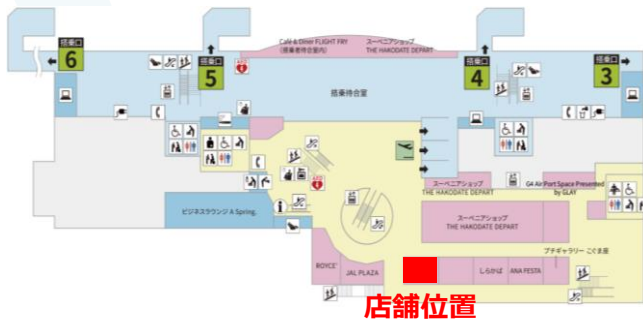 搭乗口
6
搭乗口
5
Café & Diner FLIGHT FRY
(搭乗待合室内)
スーベニアショップ
THE HAKODATE DEPART
搭乗口
4
搭乗口
3
AED
搭乗待合室
AED
スーベニアショップ
THE HAKODATE DEPART
G4 Air Port Space Presented
by GLAY
ビジネスラウンジ A Spring.
スーベニアショップ
THE HAKODATE DEPART
プチギャラリー こぐま座
ROYCE'
JAL PLAZA
しらかば
ANA FESTA
店舗位置